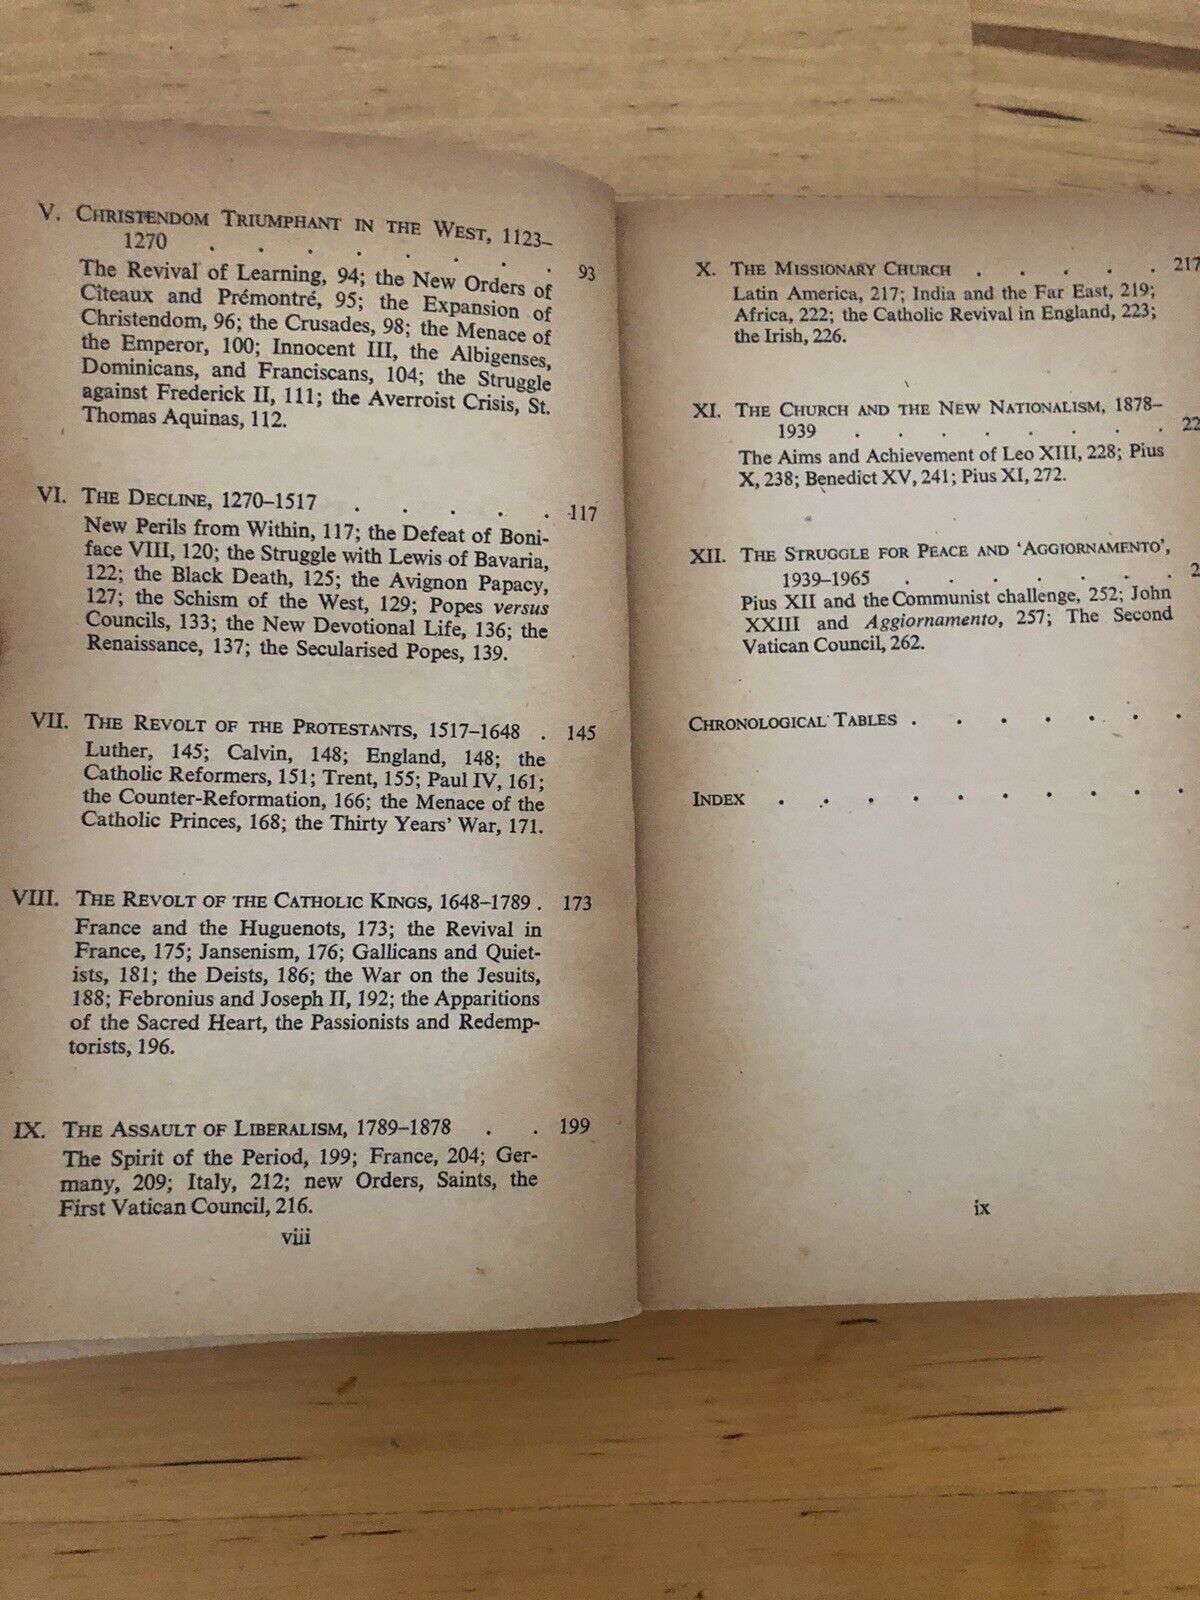 V. CHRISTENDOM TRIUMPHANT IN THE WEST, 1123–
1270 . . . . . . . . 93
The Revival of Learning, 94; the New Orders of
Cîteaux and Prémontré, 95; the Expansion of
Christendom, 96; the Crusades, 98; the Menace of
the Emperor, 100; Innocent III, the Albigenses,
Dominicans, and Franciscans, 104; the Struggle
against Frederick II, 111; the Averroist Crisis, St.
Thomas Aquinas, 112.
VI. THE DECLINE, 1270–1517 . . . . . 117
New Perils from Within, 117; the Defeat of Boni-
face VIII, 120; the Struggle with Lewis of Bavaria,
122; the Black Death, 125; the Avignon Papacy,
127; the Schism of the West, 129; Popes versus
Councils, 133; the New Devotional Life, 136; the
Renaissance, 137; the Secularised Popes, 139.
VII. THE REVOLT OF THE PROTESTANTS, 1517–1648 . 145
Luther, 145; Calvin, 148; England, 148; the
Catholic Reformers, 151; Trent, 155; Paul IV, 161;
the Counter-Reformation, 166; the Menace of the
Catholic Princes, 168; the Thirty Years' War, 171.
VIII. THE REVOLT OF THE CATHOLIC KINGS, 1648–1789 . 173
France and the Huguenots, 173; the Revival in
France, 175; Jansenism, 176; Gallicans and Quiet-
ists, 181; the Deists, 186; the War on the Jesuits,
188; Febronius and Joseph II, 192; the Apparitions
of the Sacred Heart, the Passionists and Redemp-
torists, 196.
IX. THE ASSAULT OF LIBERALISM, 1789–1878 . . 199
The Spirit of the Period, 199; France, 204; Ger-
many, 209; Italy, 212; new Orders, Saints, the
First Vatican Council, 216.
viii
X. THE MISSIONARY CHURCH . . . . . 217
Latin America, 217; India and the Far East, 219;
Africa, 222; the Catholic Revival in England, 223;
the Irish, 226.
XI. THE CHURCH AND THE NEW NATIONALISM, 1878–
1939 . . . . . . . . 22
The Aims and Achievement of Leo XIII, 228; Pius
X, 238; Benedict XV, 241; Pius XI, 272.
XII. THE STRUGGLE FOR PEACE AND 'AGGIORNAMENTO',
1939–1965 . . . . . . . 2
Pius XII and the Communist challenge, 252; John
XXIII and Aggiornamento, 257; The Second
Vatican Council, 262.
CHRONOLOGICAL TABLES . . . . . . .
INDEX . . . . . . . . . .
ix